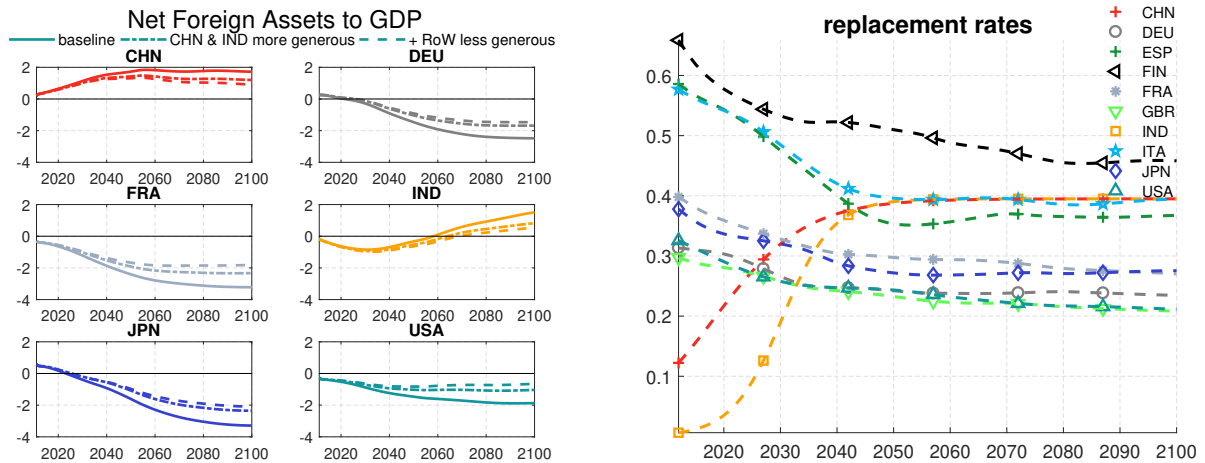 Net Foreign Assets to GDP
baseline CHN & IND more generous + RoW less generous
CHN DEU
2 2
0 0
-2 -2
-4 -4
2020 2040 2060 2080 2100 2020 2040 2060 2080 2100
FRA IND
2 2
0 0
-2 -2
-4 -4
2020 2040 2060 2080 2100 2020 2040 2060 2080 2100
JPN USA
2 2
0 0
-2 -2
-4 -4
2020 2040 2060 2080 2100 2020 2040 2060 2080 2100
replacement rates
CHN
DEU
ESP
FIN
FRA
GBR
IND
ITA
JPN
USA
0.6
0.5
0.4
0.3
0.2
0.1
2020 2030 2040 2050 2060 2070 2080 2090 2100